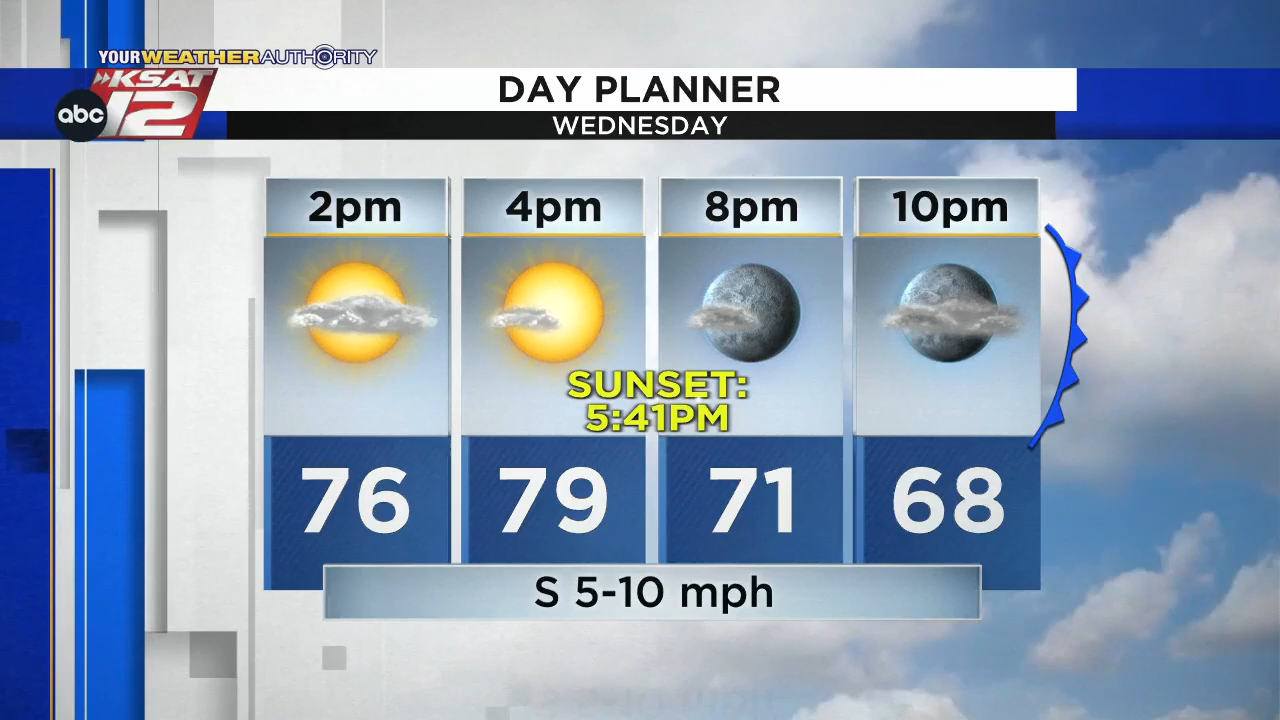 YOURWEATHERAUTHORITY
KSAT
abc
12
DAY PLANNER
WEDNESDAY
2pm
4pm
8pm
10pm
SUNSET:
5:41PM
76
79
71
68
S 5-10 mph